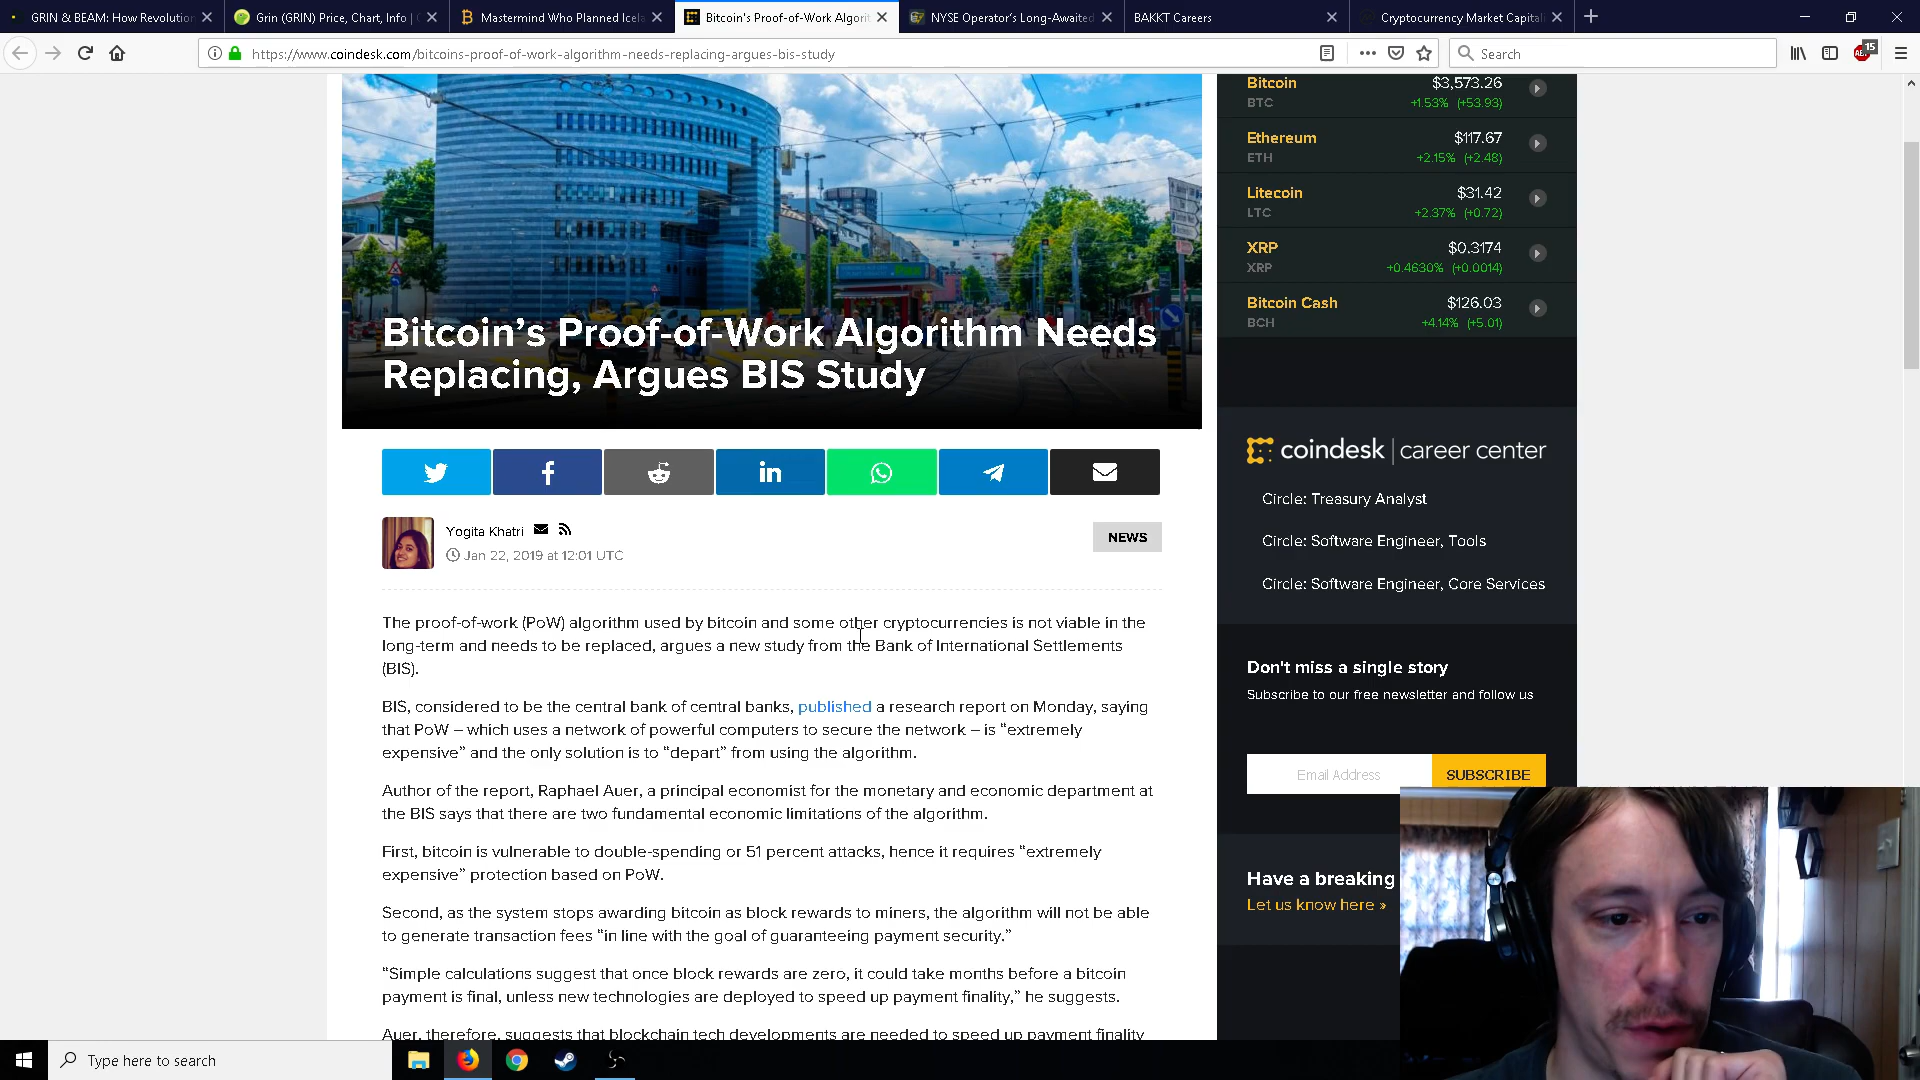 GRIN & BEAM: How Revolution
Grin (GRIN) Price, Chart, Info |
Mastermind Who Planned Icela
Bitcoin's Proof-of-Work Algorit
NYSE Operator's Long-Awaited
BAKKT Careers
Cryptocurrency Market Capital
https://www.coindesk.com/bitcoins-proof-of-work-algorithm-needs-replacing-argues-bis-study
Search
15
Bitcoin $3,573.26
BTC +1.53% (+53.93)
Ethereum $117.67
ETH +2.15% (+2.48)
Litecoin $31.42
LTC +2.37% (+0.72)
XRP $0.3174
XRP +0.4630% (+0.0014)
Bitcoin Cash $126.03
BCH +4.14% (+5.01)
Bitcoin’s Proof-of-Work Algorithm Needs
Replacing, Argues BIS Study
Yogita Khatri
Jan 22, 2019 at 12:01 UTC
NEWS
The proof-of-work (PoW) algorithm used by bitcoin and some other cryptocurrencies is not viable in the
long-term and needs to be replaced, argues a new study from the Bank of International Settlements
(BIS).
BIS, considered to be the central bank of central banks, published a research report on Monday, saying
that PoW – which uses a network of powerful computers to secure the network – is “extremely
expensive” and the only solution is to “depart” from using the algorithm.
Author of the report, Raphael Auer, a principal economist for the monetary and economic department at
the BIS says that there are two fundamental economic limitations of the algorithm.
First, bitcoin is vulnerable to double-spending or 51 percent attacks, hence it requires “extremely
expensive” protection based on PoW.
Second, as the system stops awarding bitcoin as block rewards to miners, the algorithm will not be able
to generate transaction fees “in line with the goal of guaranteeing payment security.”
“Simple calculations suggest that once block rewards are zero, it could take months before a bitcoin
payment is final, unless new technologies are deployed to speed up payment finality,” he suggests.
Auer, therefore, suggests that blockchain tech developments are needed to speed up payment finality
coindesk | career center
Circle: Treasury Analyst
Circle: Software Engineer, Tools
Circle: Software Engineer, Core Services
Don't miss a single story
Subscribe to our free newsletter and follow us
Email Address
SUBSCRIBE
Have a breaking
Let us know here »
Type here to search